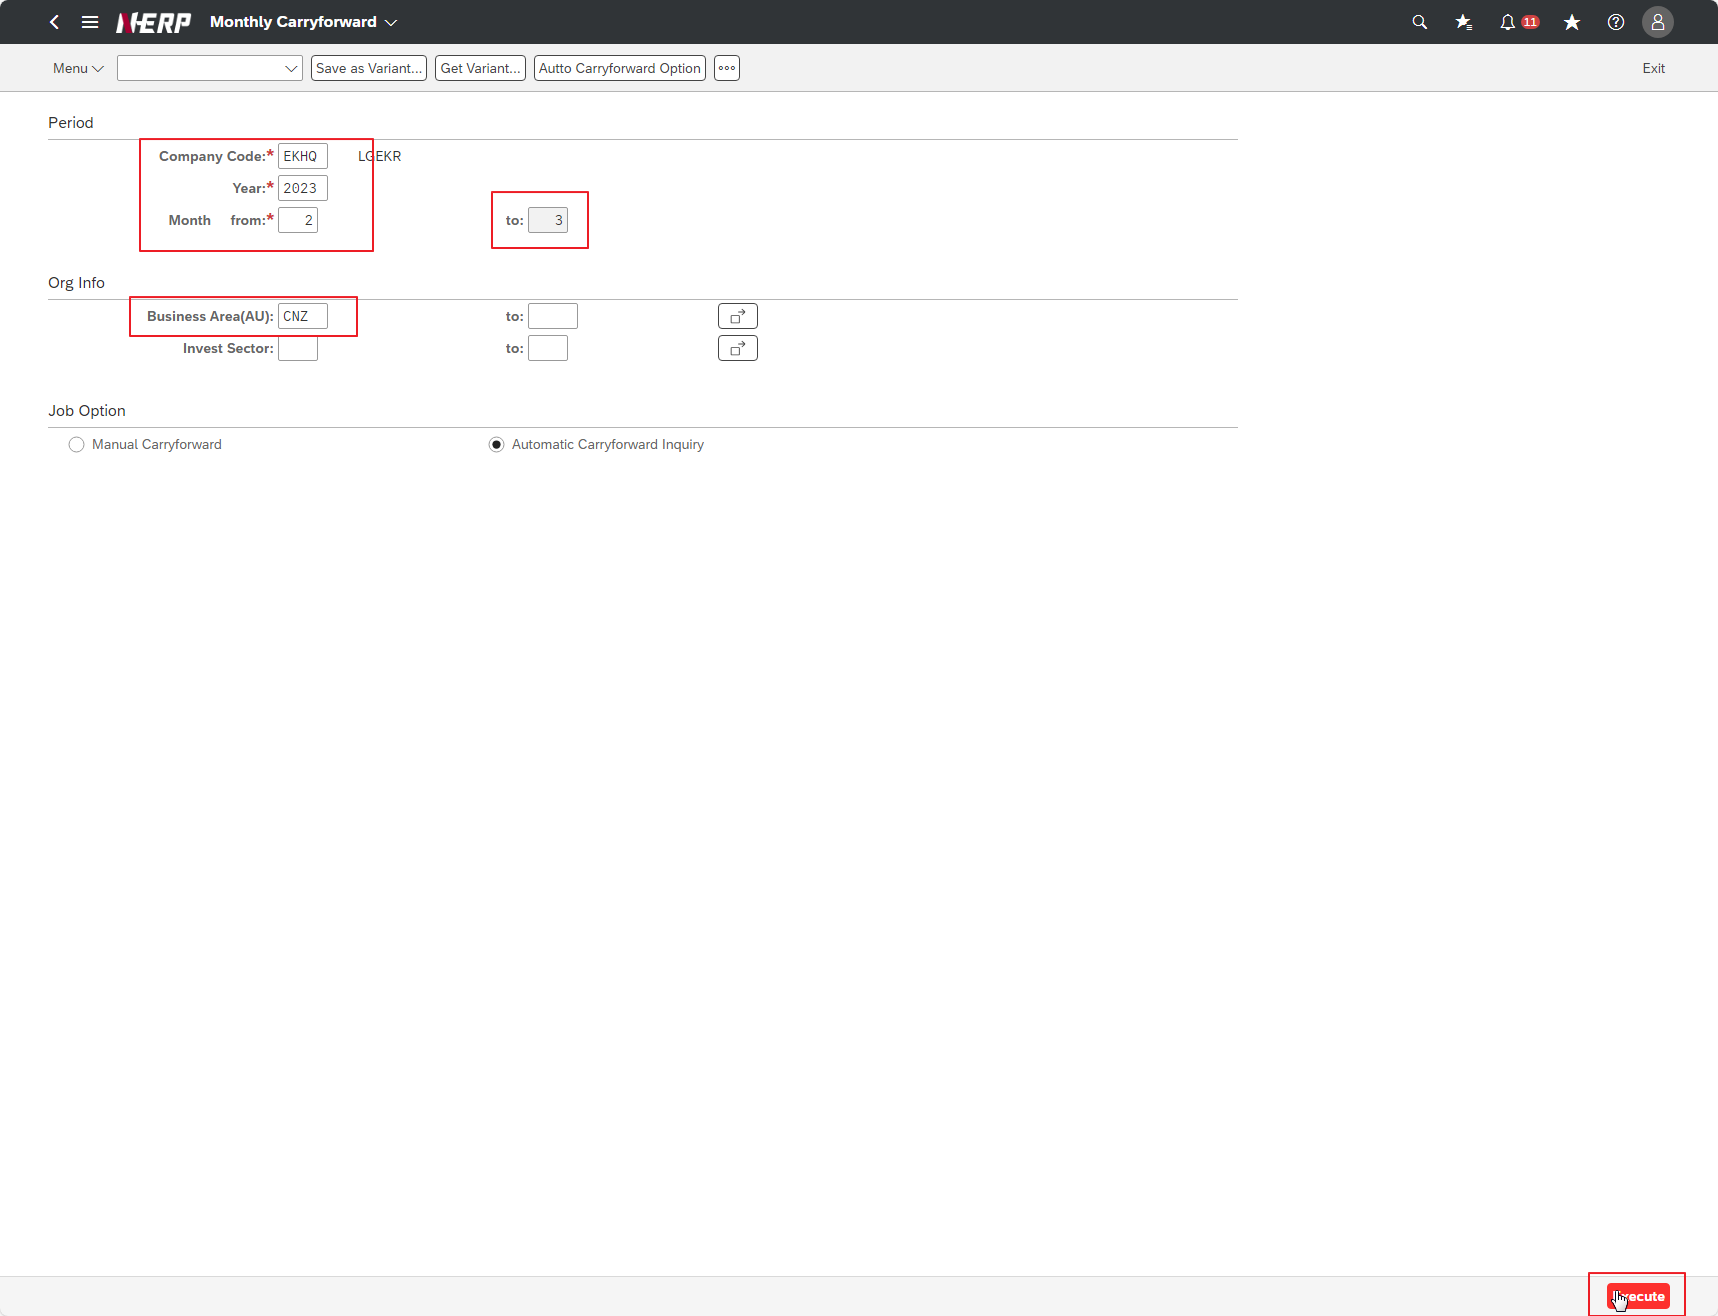 NERP Monthly Carryforward 11
Menu Save as Variant... Get Variant... Autto Carryforward Option Exit
Period
Company Code:* EKHQ LGEKR
Year:* 2023
Month from:* 2 to: 3
Org Info
Business Area(AU): CNZ to:
Invest Sector: to:
Job Option
Manual Carryforward Automatic Carryforward Inquiry